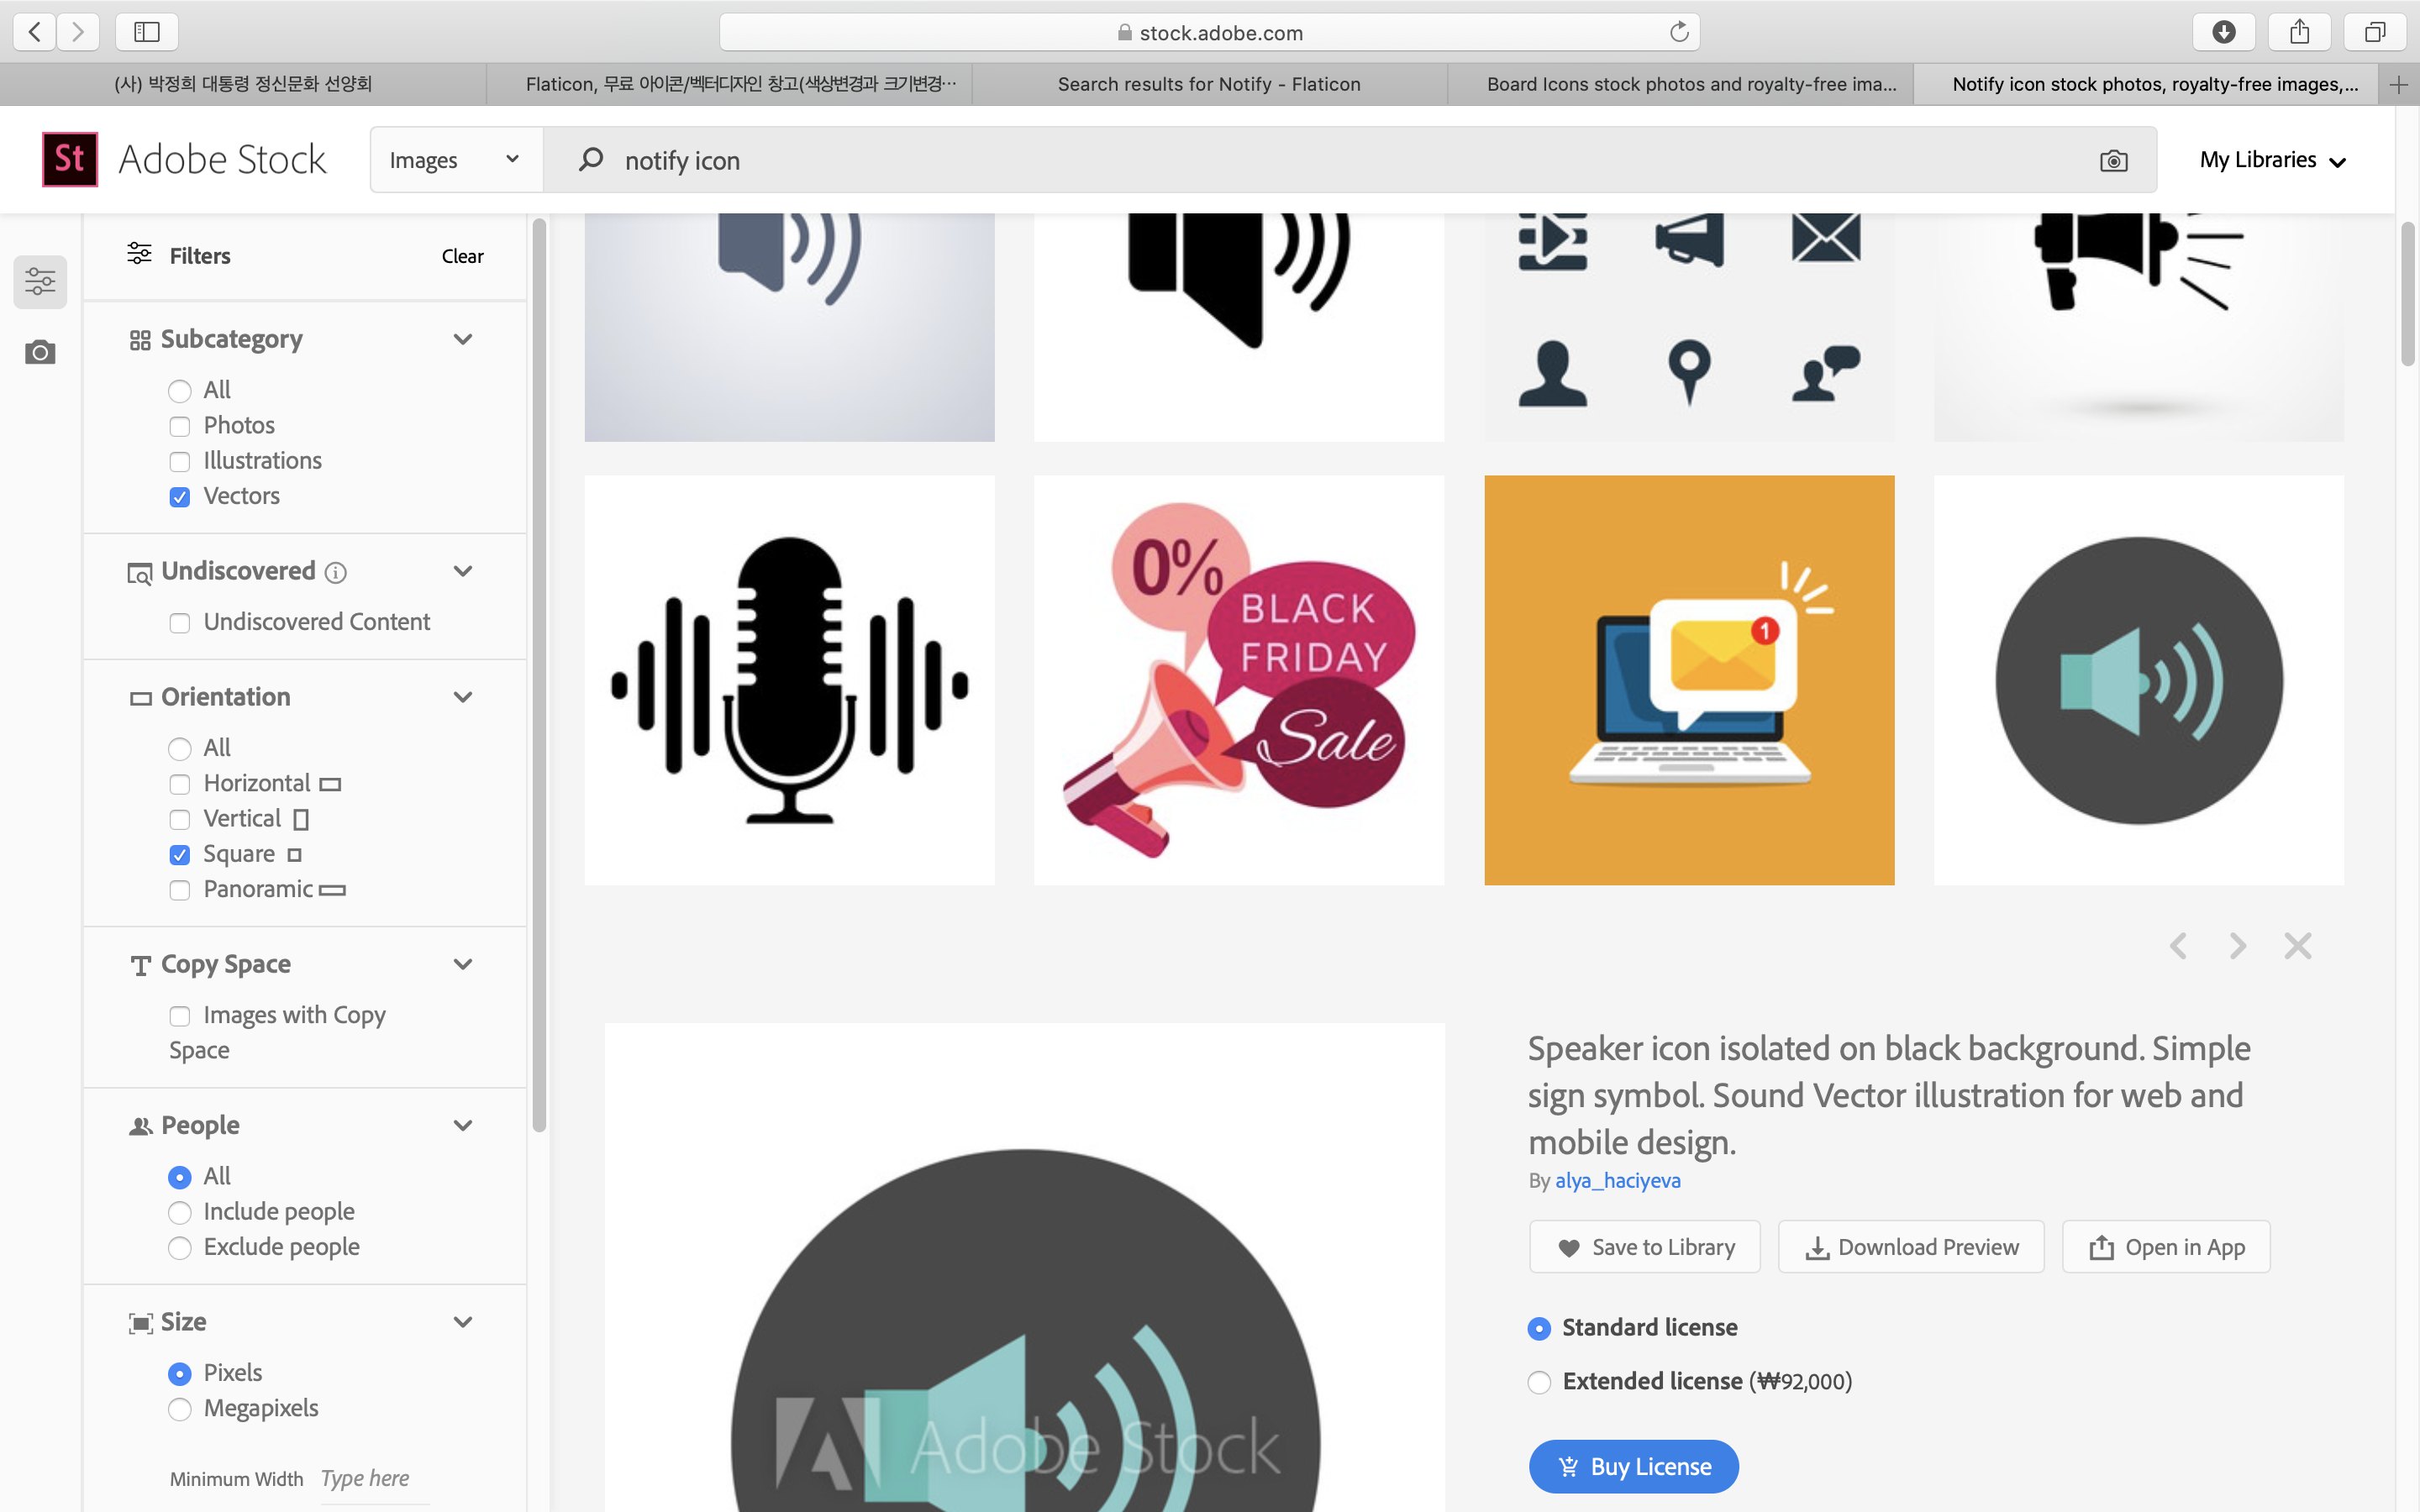 stock.adobe.com
(사) 박정희 대통령 정신문화 선양회
Flaticon, 무료 아이콘/벡터디자인 창고(색상변경과 크기변경…
Search results for Notify - Flaticon
Board Icons stock photos and royalty-free ima...
Notify icon stock photos, royalty-free images,...
St Adobe Stock
Images
notify icon
My Libraries
Filters
Clear
Subcategory
All
Photos
Illustrations
Vectors
Undiscovered
Undiscovered Content
Orientation
All
Horizontal
Vertical
Square
Panoramic
Copy Space
Images with Copy
Space
People
All
Include people
Exclude people
Size
Pixels
Megapixels
Minimum Width Type here
0%
BLACK
FRIDAY
Sale
1
Speaker icon isolated on black background. Simple
sign symbol. Sound Vector illustration for web and
mobile design.
By alya_haciyeva
Save to Library
Download Preview
Open in App
Standard license
Extended license (₩92,000)
Buy License
Adobe Stock